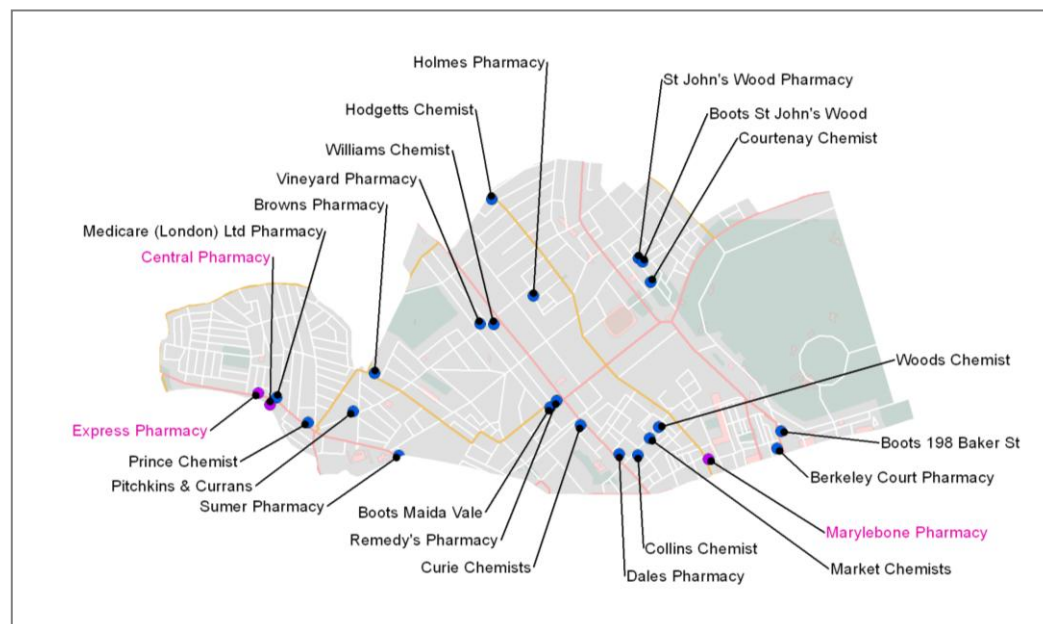 Holmes Pharmacy
St John's Wood Pharmacy
Hodgetts Chemist
Boots St John's Wood
Courtenay Chemist
Williams Chemist
Vineyard Pharmacy
Browns Pharmacy
Medicare (London) Ltd Pharmacy
Central Pharmacy
Woods Chemist
Express Pharmacy
Boots 198 Baker St
Prince Chemist
Berkeley Court Pharmacy
Pitchkins & Currans
Sumer Pharmacy
Boots Maida Vale
Marylebone Pharmacy
Remedy's Pharmacy
Collins Chemist
Curie Chemists
Market Chemists
Dales Pharmacy